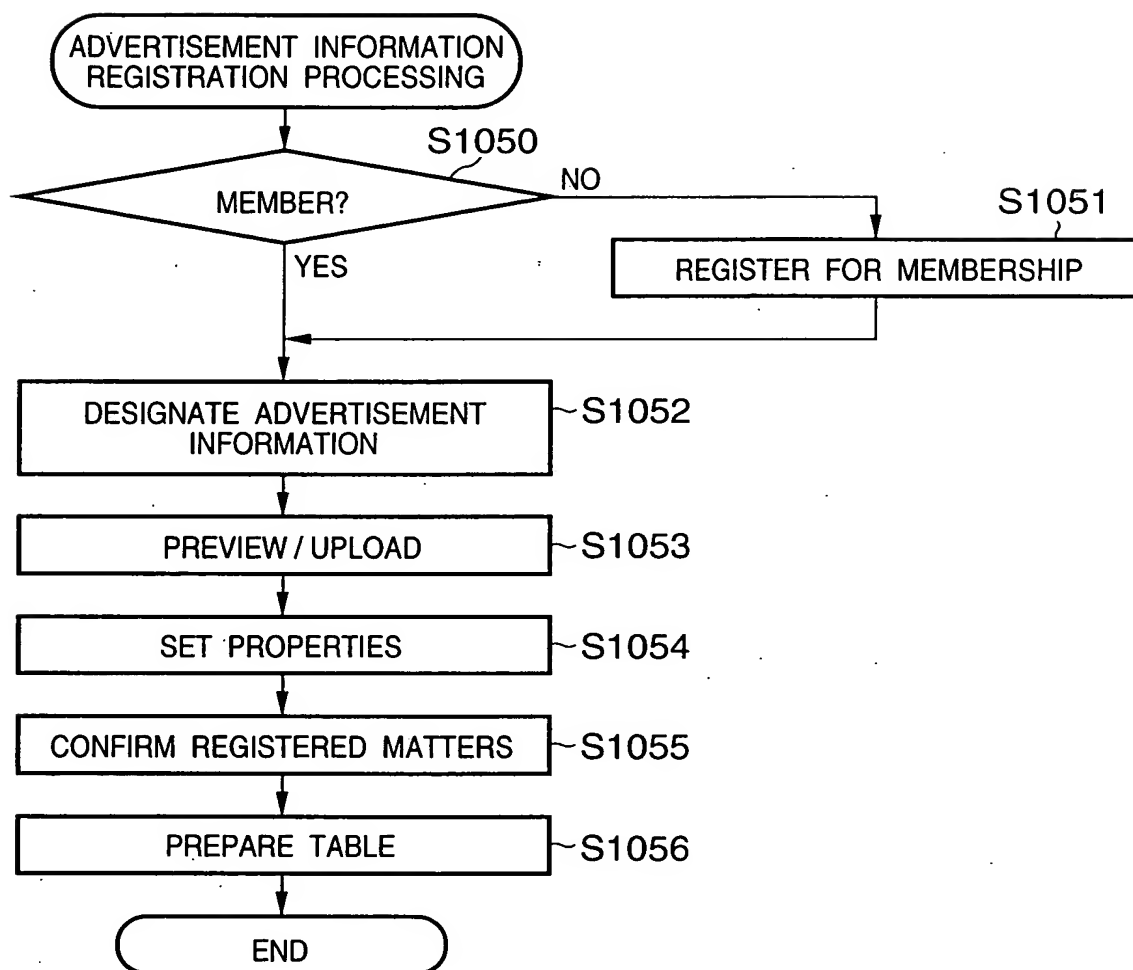 ADVERTISEMENT INFORMATION
REGISTRATION PROCESSING
S1050
MEMBER?
NO
S1051
YES
REGISTER FOR MEMBERSHIP
DESIGNATE ADVERTISEMENT
INFORMATION
S1052
PREVIEW / UPLOAD
S1053
SET PROPERTIES
S1054
CONFIRM REGISTERED MATTERS
S1055
PREPARE TABLE
S1056
END